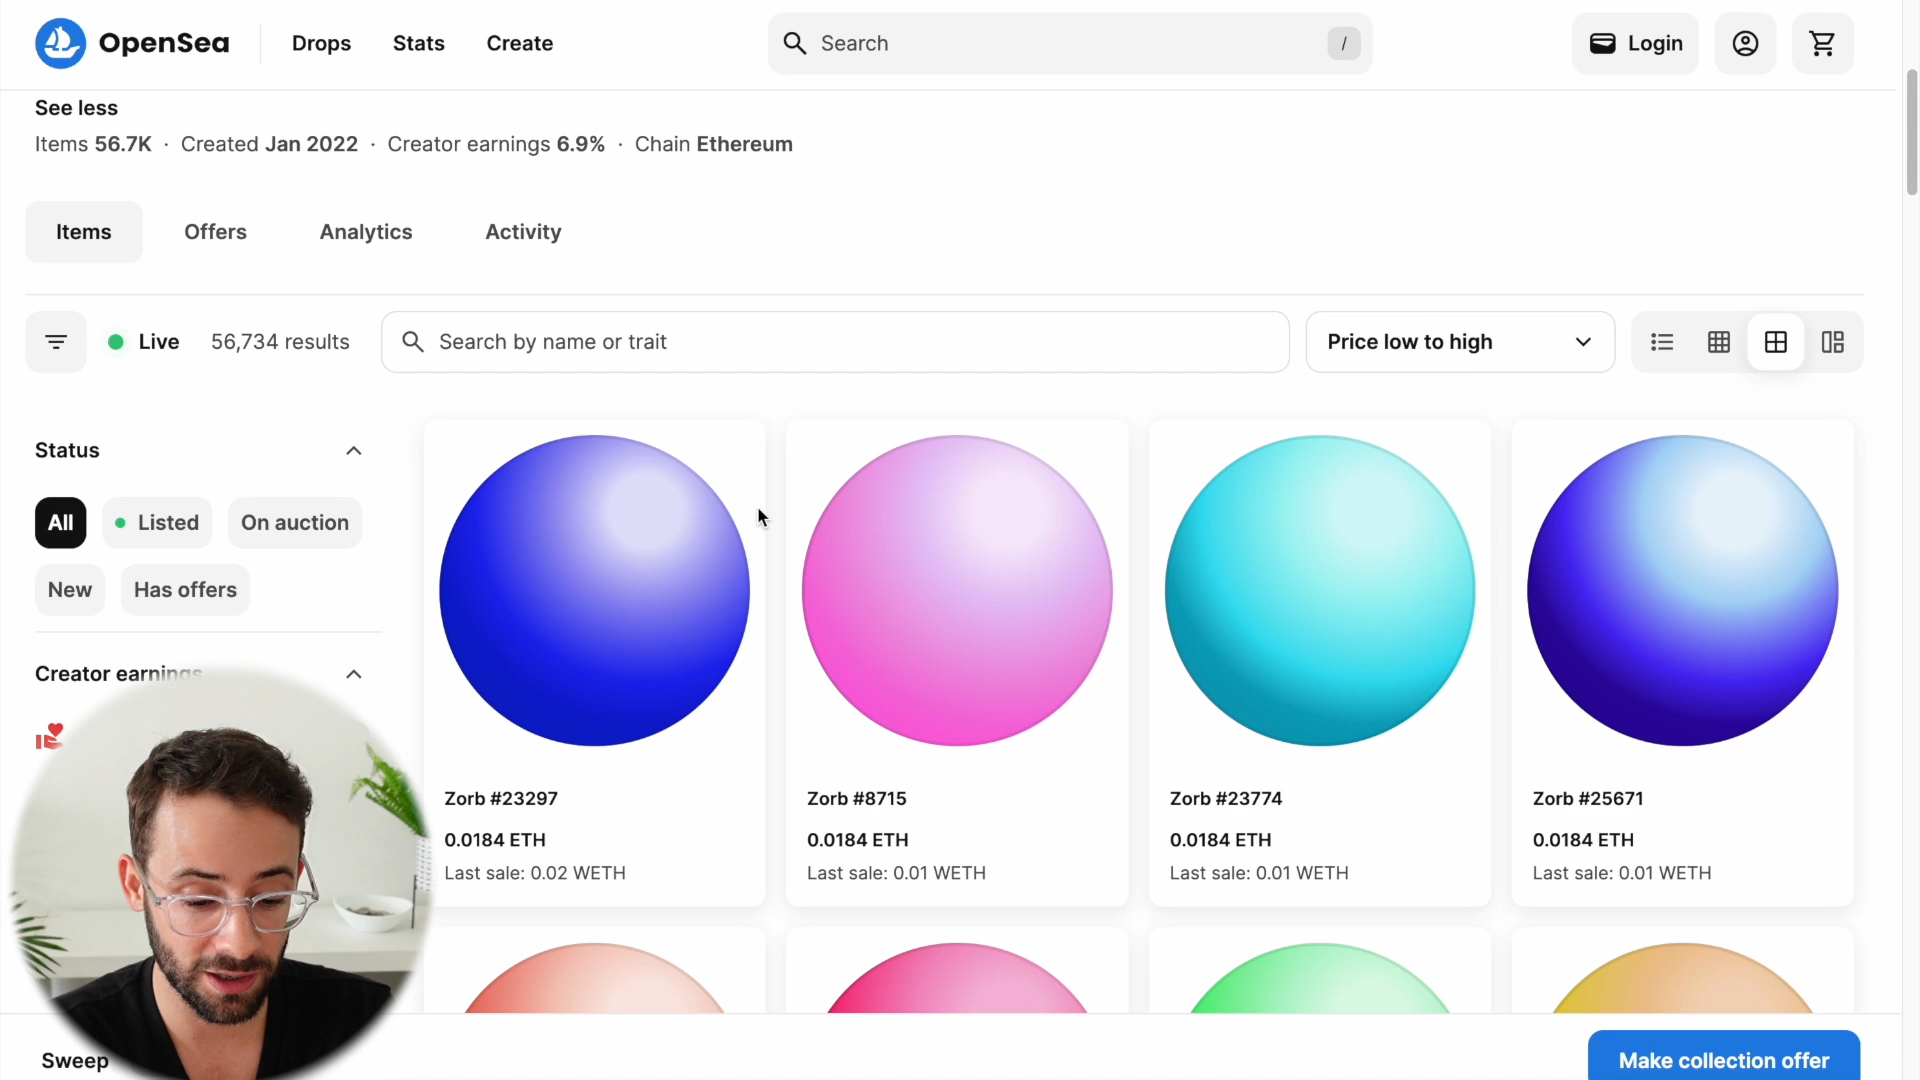 OpenSea
Drops
Stats
Create
Search
/
Login
See less
Items 56.7K · Created Jan 2022 · Creator earnings 6.9% · Chain Ethereum
Items
Offers
Analytics
Activity
Live
56,734 results
Search by name or trait
Price low to high
Status
All
Listed
On auction
New
Has offers
Creator earnings
Zorb #23297
0.0184 ETH
Last sale: 0.02 WETH
Zorb #8715
0.0184 ETH
Last sale: 0.01 WETH
Zorb #23774
0.0184 ETH
Last sale: 0.01 WETH
Zorb #25671
0.0184 ETH
Last sale: 0.01 WETH
Sweep
Make collection offer